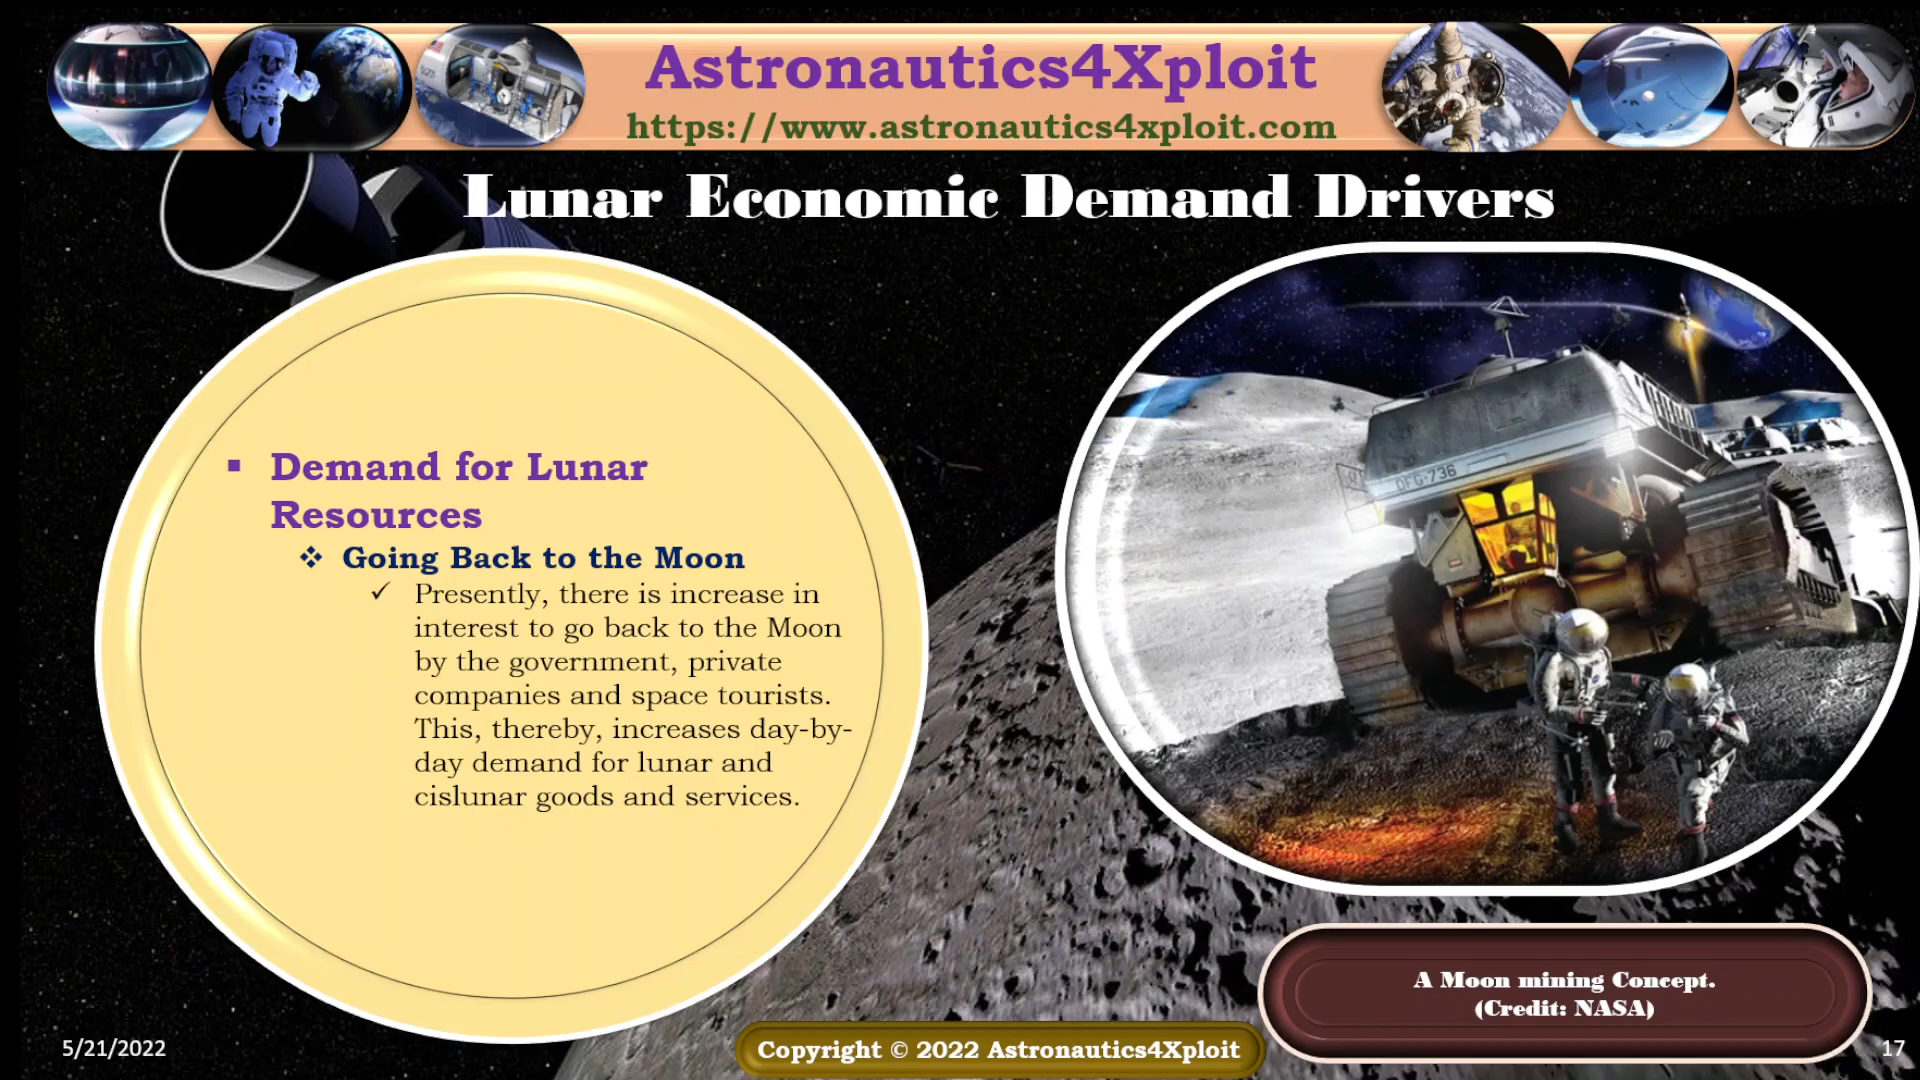 Astronautics4Xploit
https://www.astronautics4xploit.com
Lunar Economic Demand Drivers
▪ Demand for Lunar
Resources
❖ Going Back to the Moon
✓ Presently, there is increase in
interest to go back to the Moon
by the government, private
companies and space tourists.
This, thereby, increases day-by-
day demand for lunar and
cislunar goods and services.
OFG-736
A Moon mining Concept.
(Credit: NASA)
5/21/2022
Copyright © 2022 Astronautics4Xploit
17